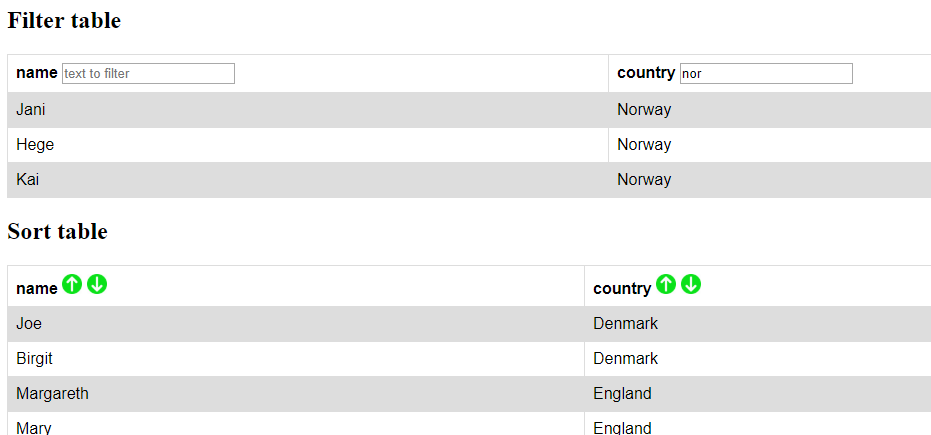 Filter table
name text to filter country nor
Jani Norway
Hege Norway
Kai Norway
Sort table
name country
Joe Denmark
Birgit Denmark
Margareth England
Mary England